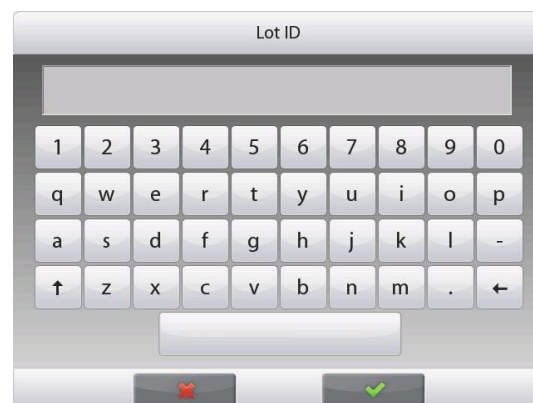 Lot ID
1 2 3 4 5 6 7 8 9 0
q w e r t y u i o p
a s d f g h j k l -
↑ z x c v b n m . ←